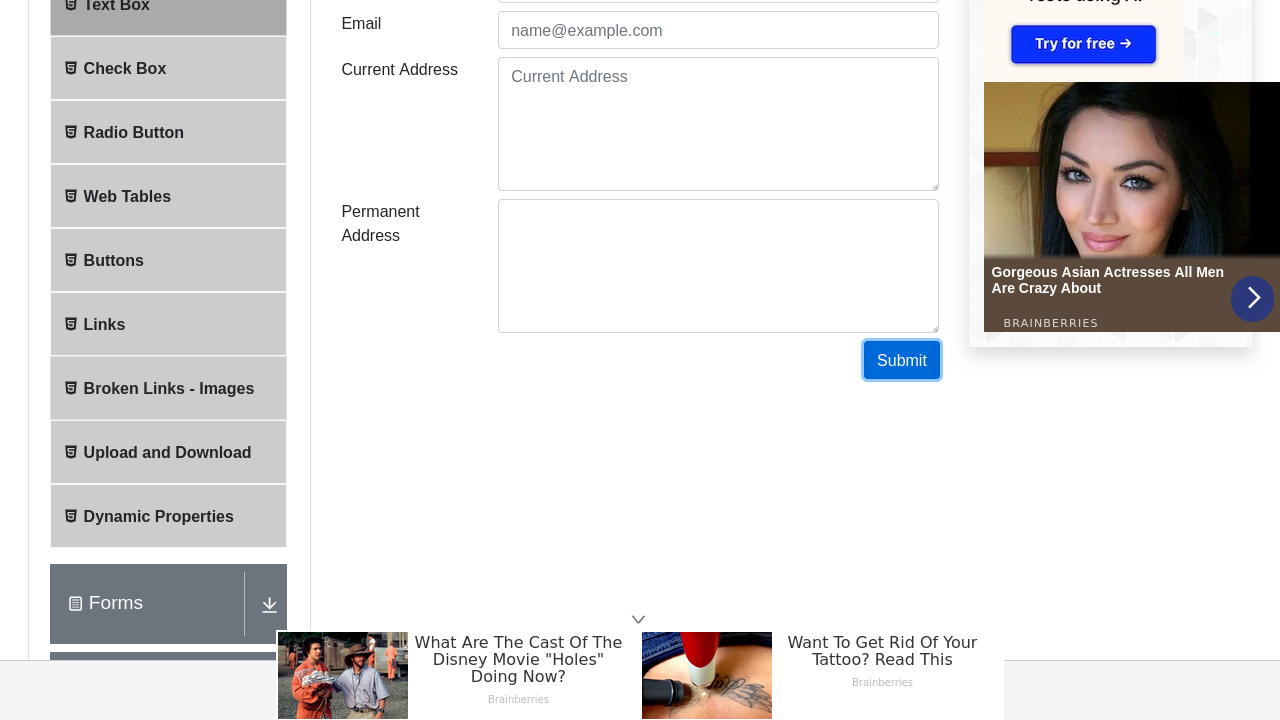 Text Box
Check Box
Radio Button
Web Tables
Buttons
Links
Broken Links - Images
Upload and Download
Dynamic Properties
Forms
Email
name@example.com
Current Address
Current Address
Permanent
Address
Submit
Try for free →
Gorgeous Asian Actresses All Men
Are Crazy About
BRAINBERRIES
What Are The Cast Of The
Disney Movie "Holes"
Doing Now?
Brainberries
Want To Get Rid Of Your
Tattoo? Read This
Brainberries